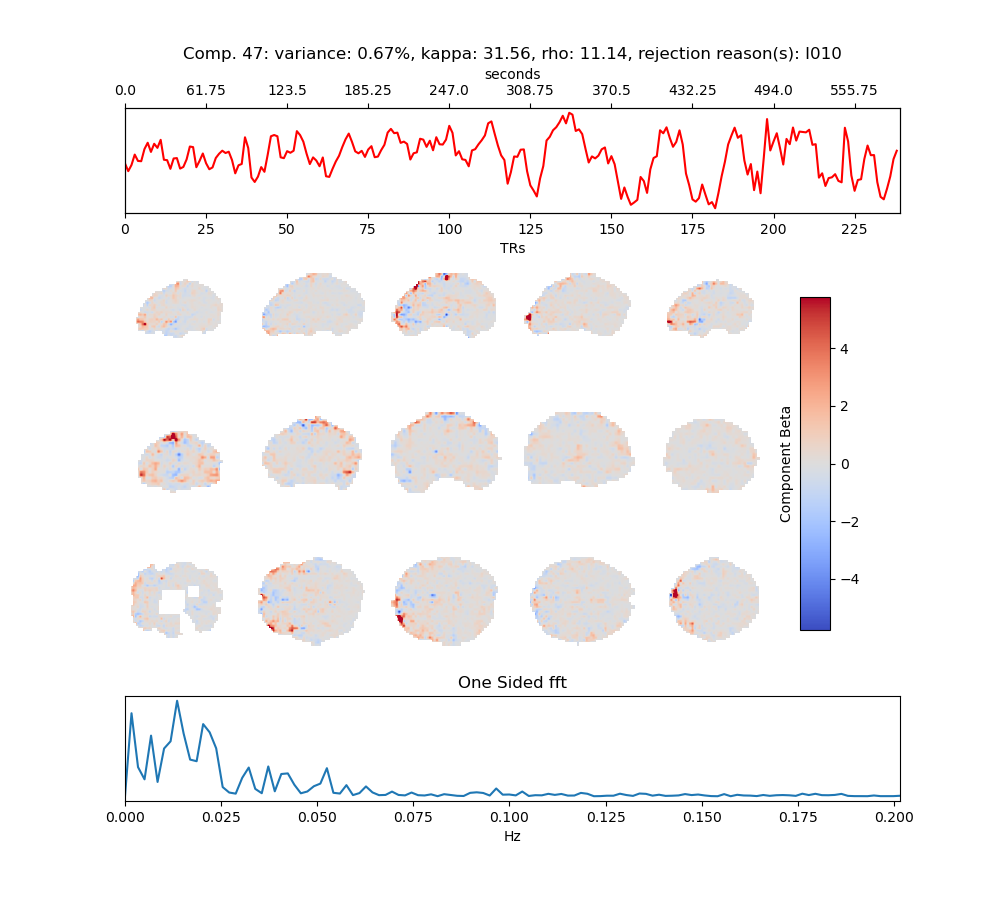 Comp. 47: variance: 0.67%, kappa: 31.56, rho: 11.14, rejection reason(s): I010
seconds
0.0 61.75 123.5 185.25 247.0 308.75 370.5 432.25 494.0 555.75
0 25 50 75 100 125 150 175 200 225
TRs
4
2
0
−2
−4
Component Beta
One Sided fft
0.000 0.025 0.050 0.075 0.100 0.125 0.150 0.175 0.200
Hz